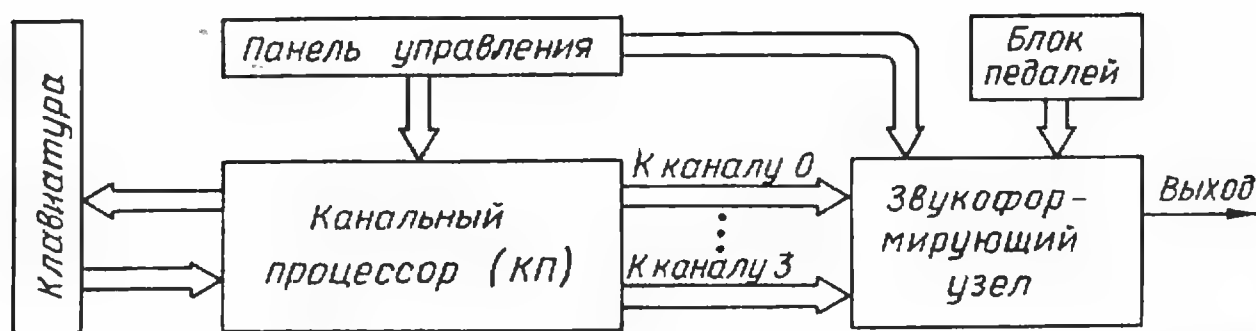 Клавиатура
Панель управления
Блок
педалей
Канальный
процессор (КП)
К каналу 0
К каналу 3
Звукофор-
мирующий
узел
Выход